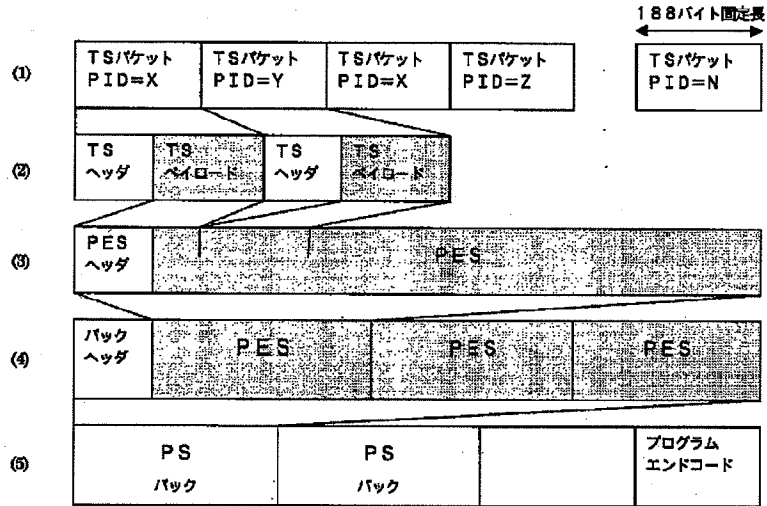 188バイト固定長
(1)
TSパケット
PID=X
TSパケット
PID=Y
TSパケット
PID=X
TSパケット
PID=Z
TSパケット
PID=N
(2)
TS
ヘッダ
TS
ペイロード
TS
ヘッダ
TS
ペイロード
(3)
PES
ヘッダ
PES
(4)
パック
ヘッダ
PES
PES
PES
(5)
PS
パック
PS
パック
プログラム
エンドコード